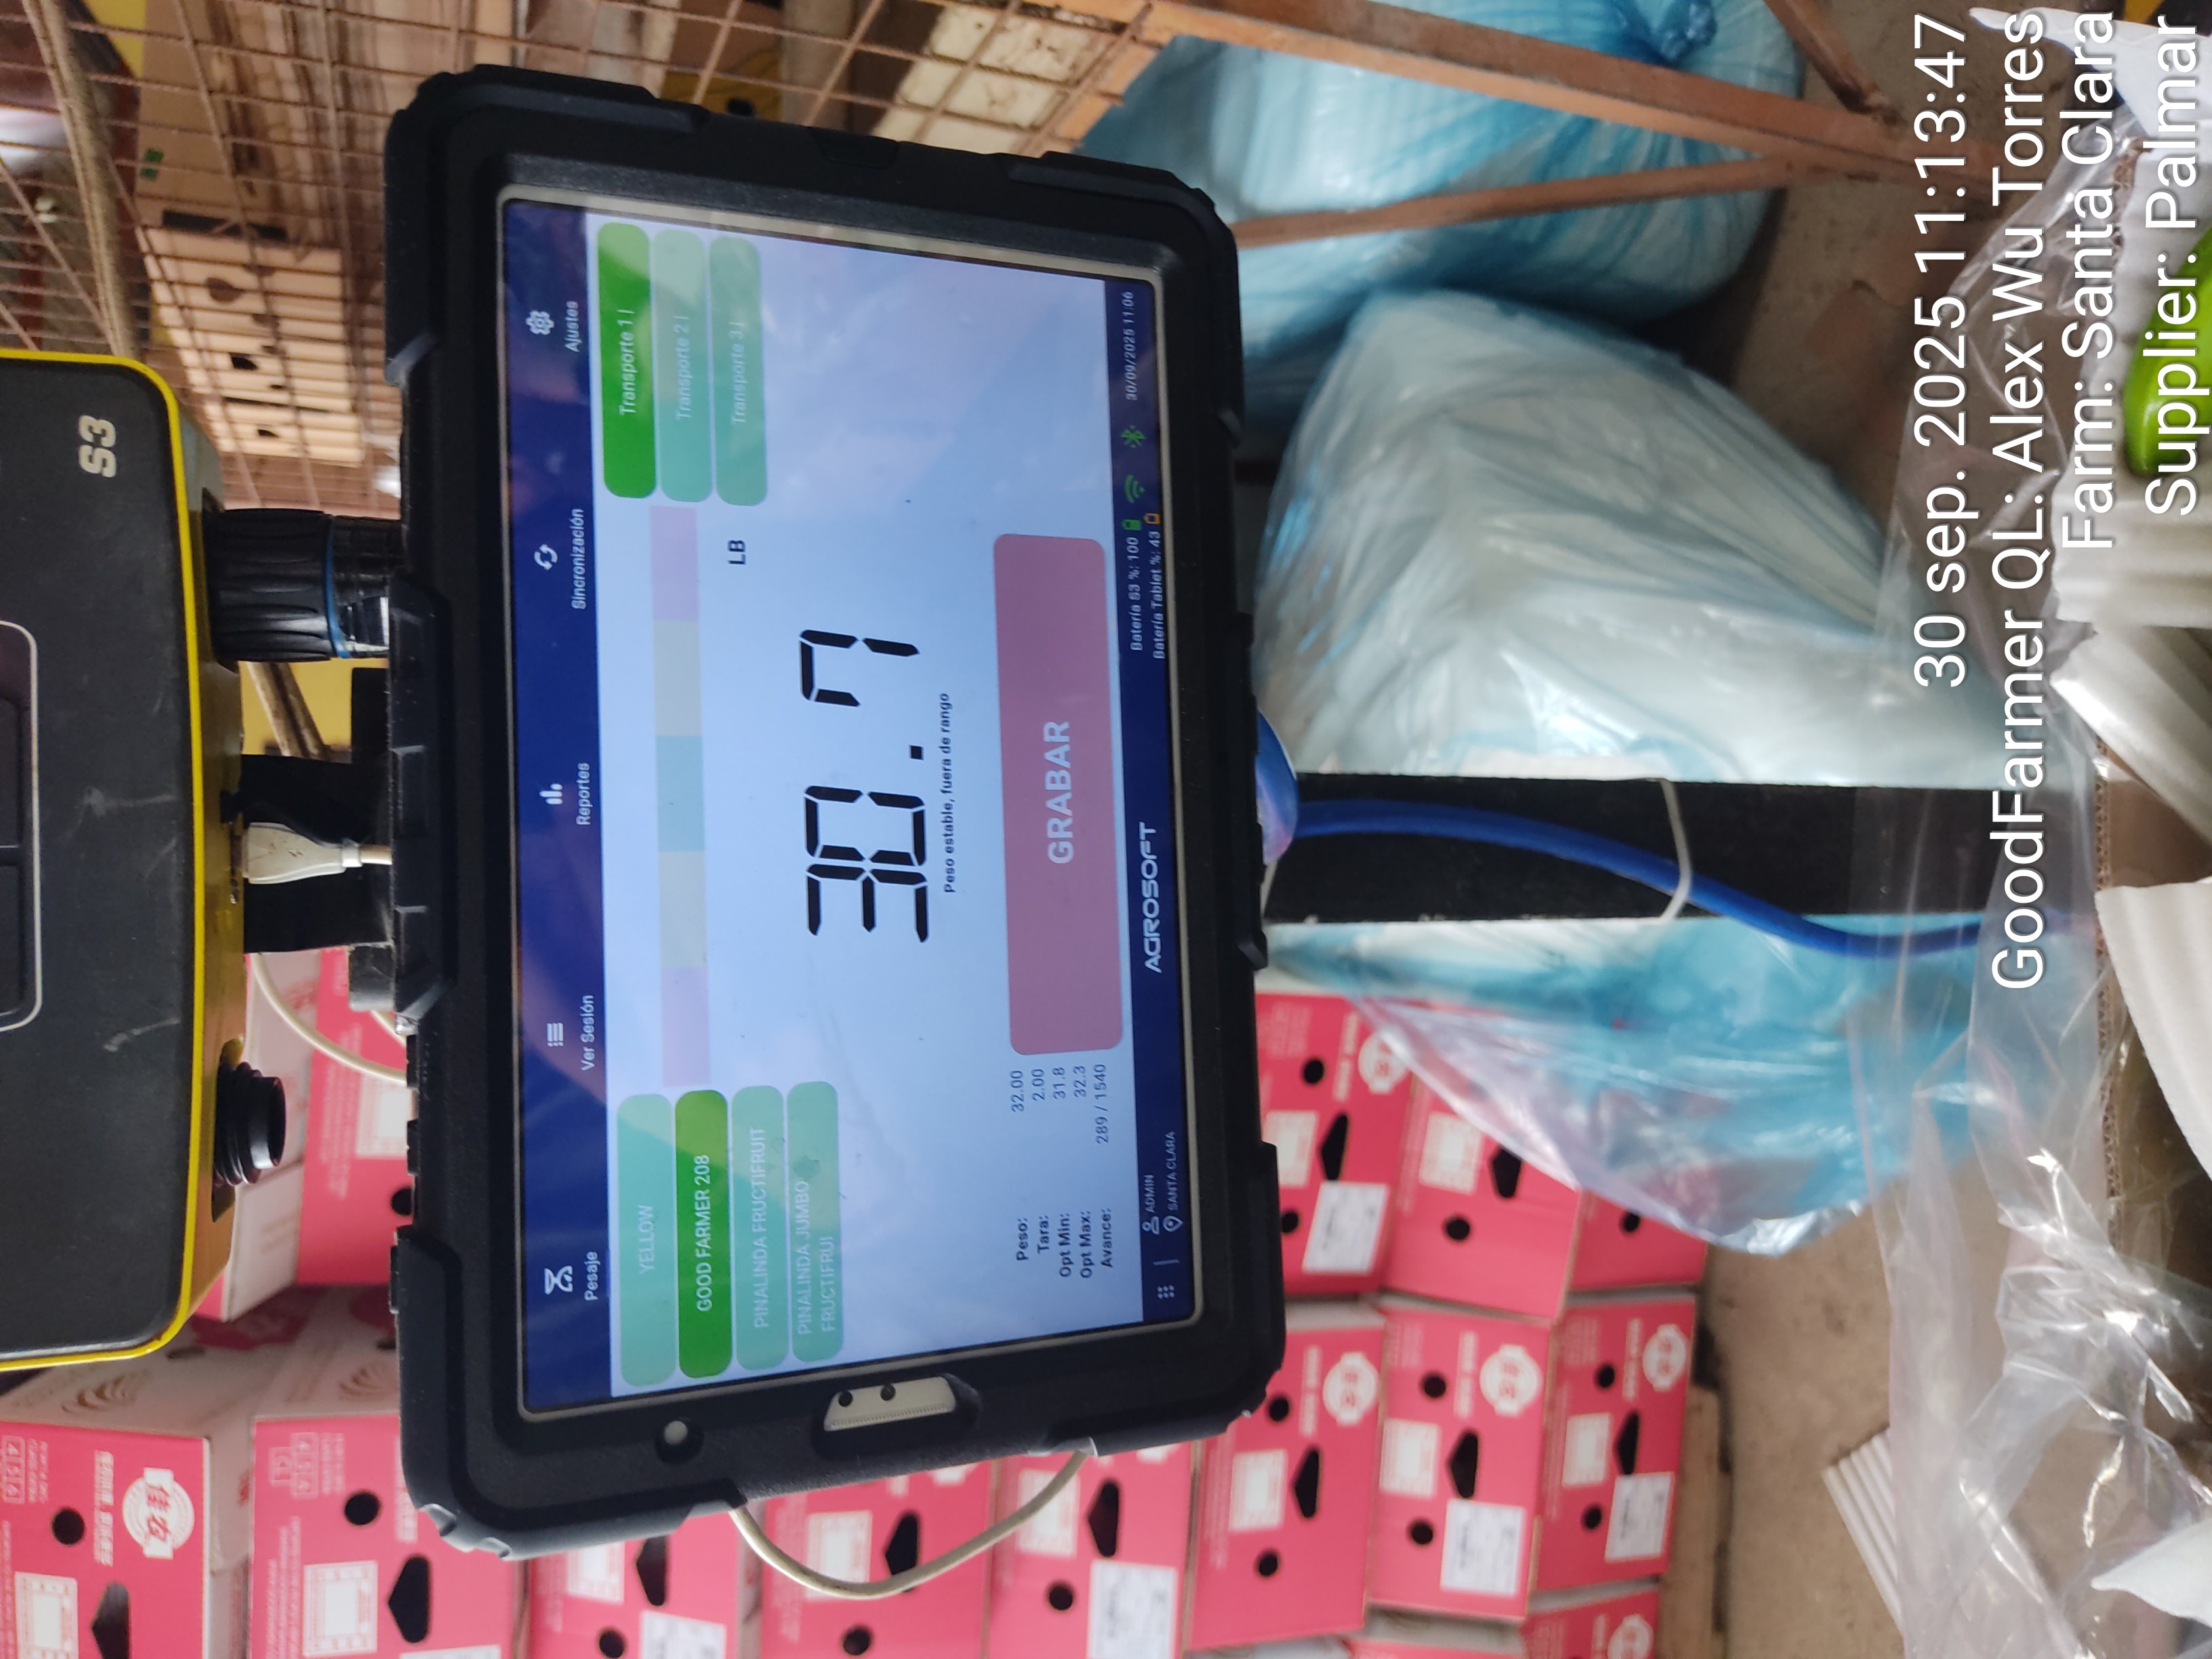 S3
Pesaje
Ver Sesión
Reportes
Sincronización
Ajustes
YELLOW
GOOD FARMER 208
PINALINDA FRUCTIFRUIT
PINALINDA JUMBO
FRUCTIFRUI
Transporte 1 |
Transporte 2 |
Transporte 3 |
LB
30.7
Peso estable, fuera de rango
Peso: 32.00
Tara: 2.00
Opt Min: 31.8
Opt Max: 32.3
Avance: 289 / 1540
GRABAR
ADMIN
SANTA CLARA
AGROSOFT
Batería S3 %: 100
Batería Tablet %: 43
30/09/2025 11:06
佳农
30 sep. 2025 11:13:47
GoodFarmer QL: Alex Wu Torres
Farm: Santa Clara
Supplier: Palmar